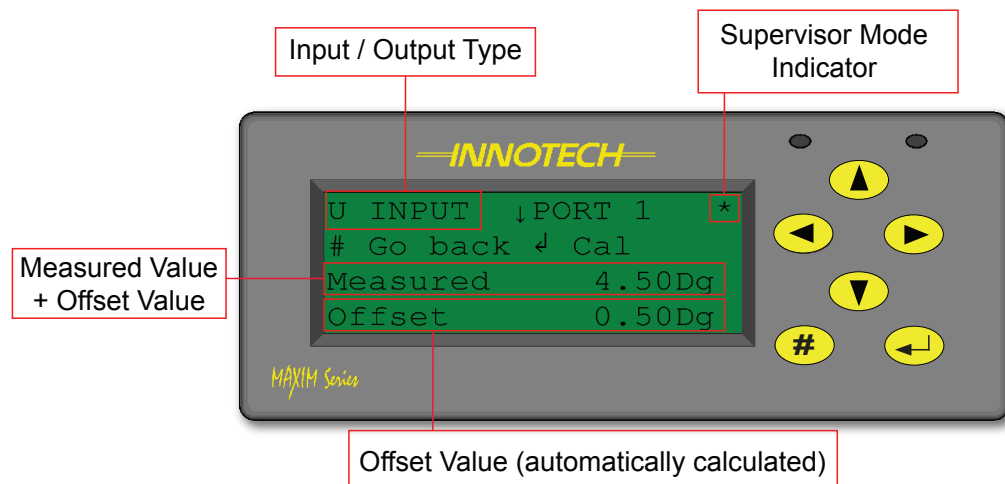 Input / Output Type
Supervisor Mode
Indicator
INNOTECH
U INPUT ↓PORT 1 *
# Go back ↲ Cal
Measured 4.50Dg
Offset 0.50Dg
Measured Value
+ Offset Value
#
MAXIM Series
Offset Value (automatically calculated)